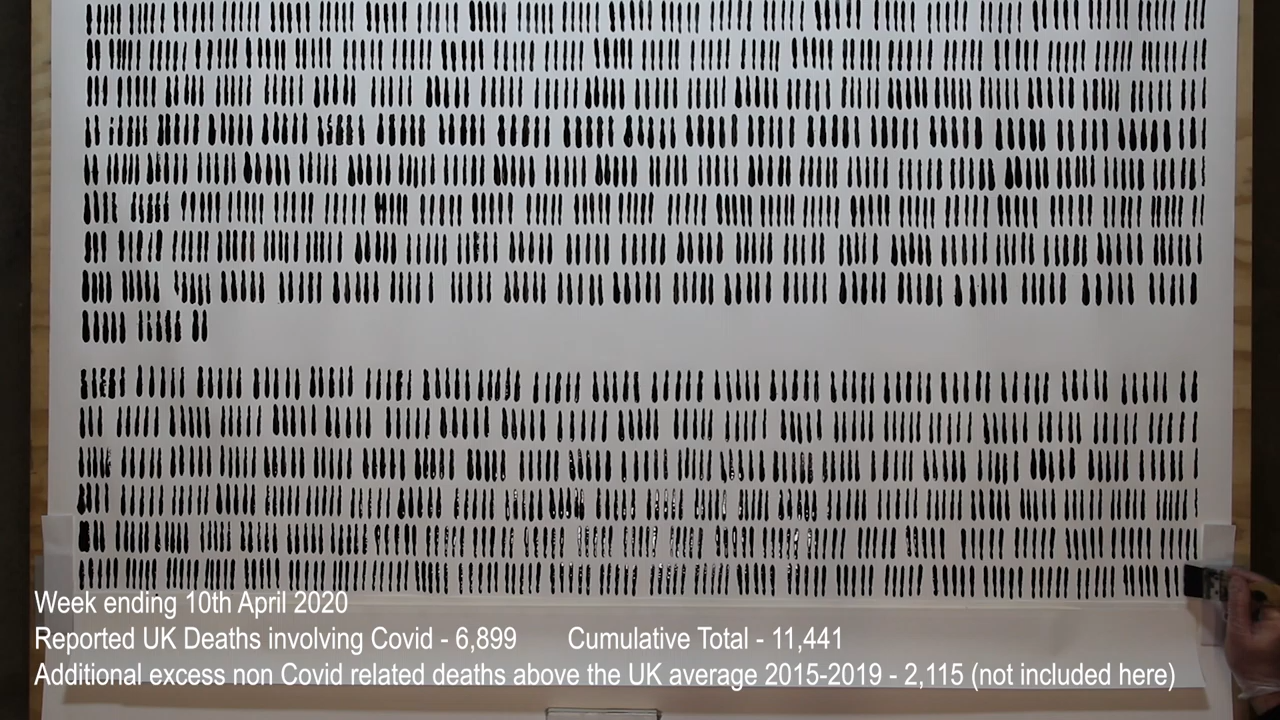 Week ending 10th April 2020
Reported UK Deaths involving Covid - 6,899 Cumulative Total - 11,441
Additional excess non Covid related deaths above the UK average 2015-2019 - 2,115 (not included here)